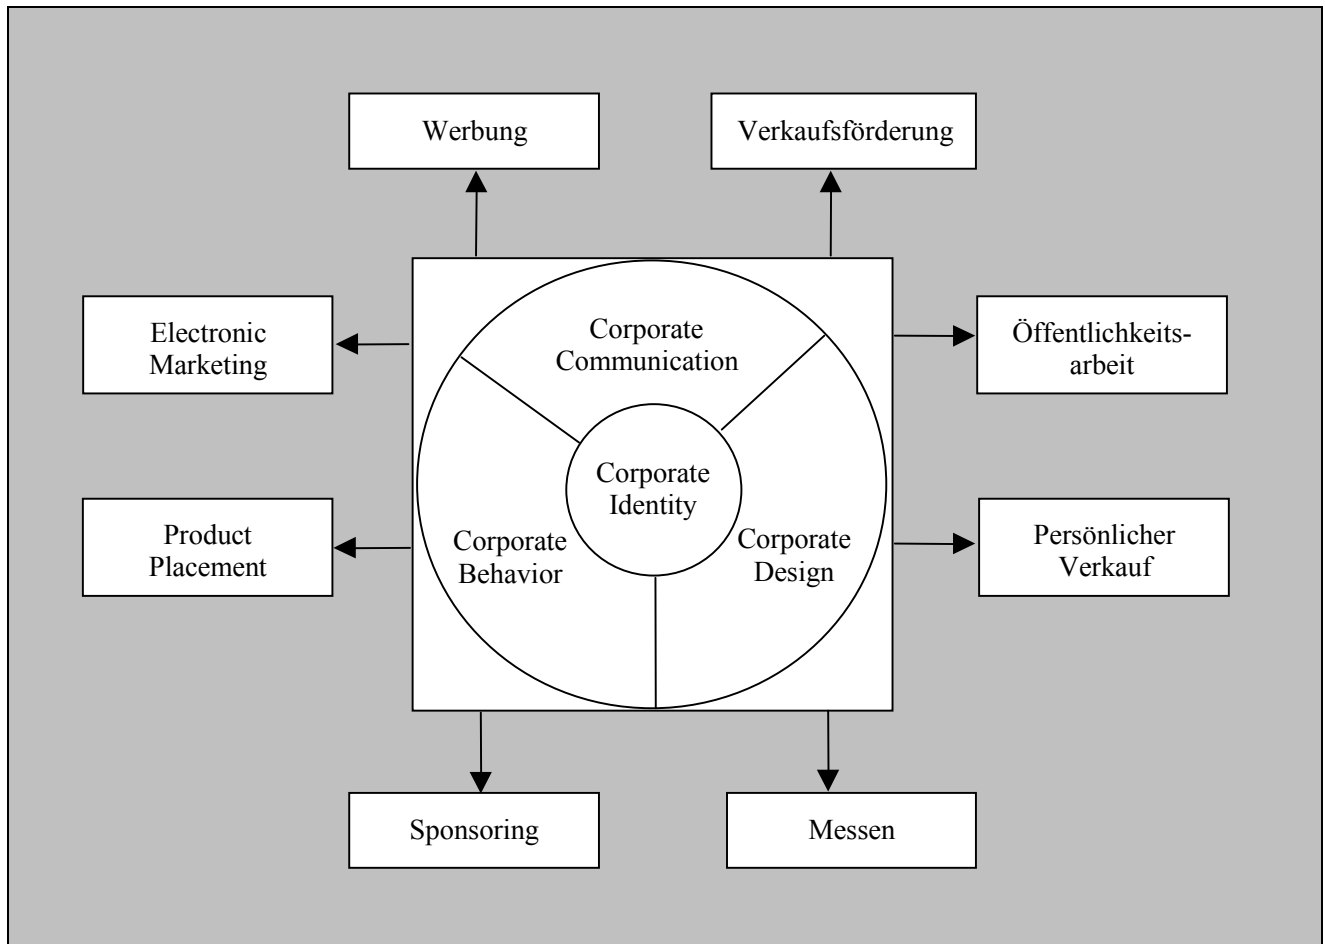 Werbung
Verkaufsförderung
Electronic
Marketing
Corporate
Communication
Öffentlichkeits-
arbeit
Corporate
Identity
Product
Placement
Corporate
Behavior
Corporate
Design
Persönlicher
Verkauf
Sponsoring
Messen